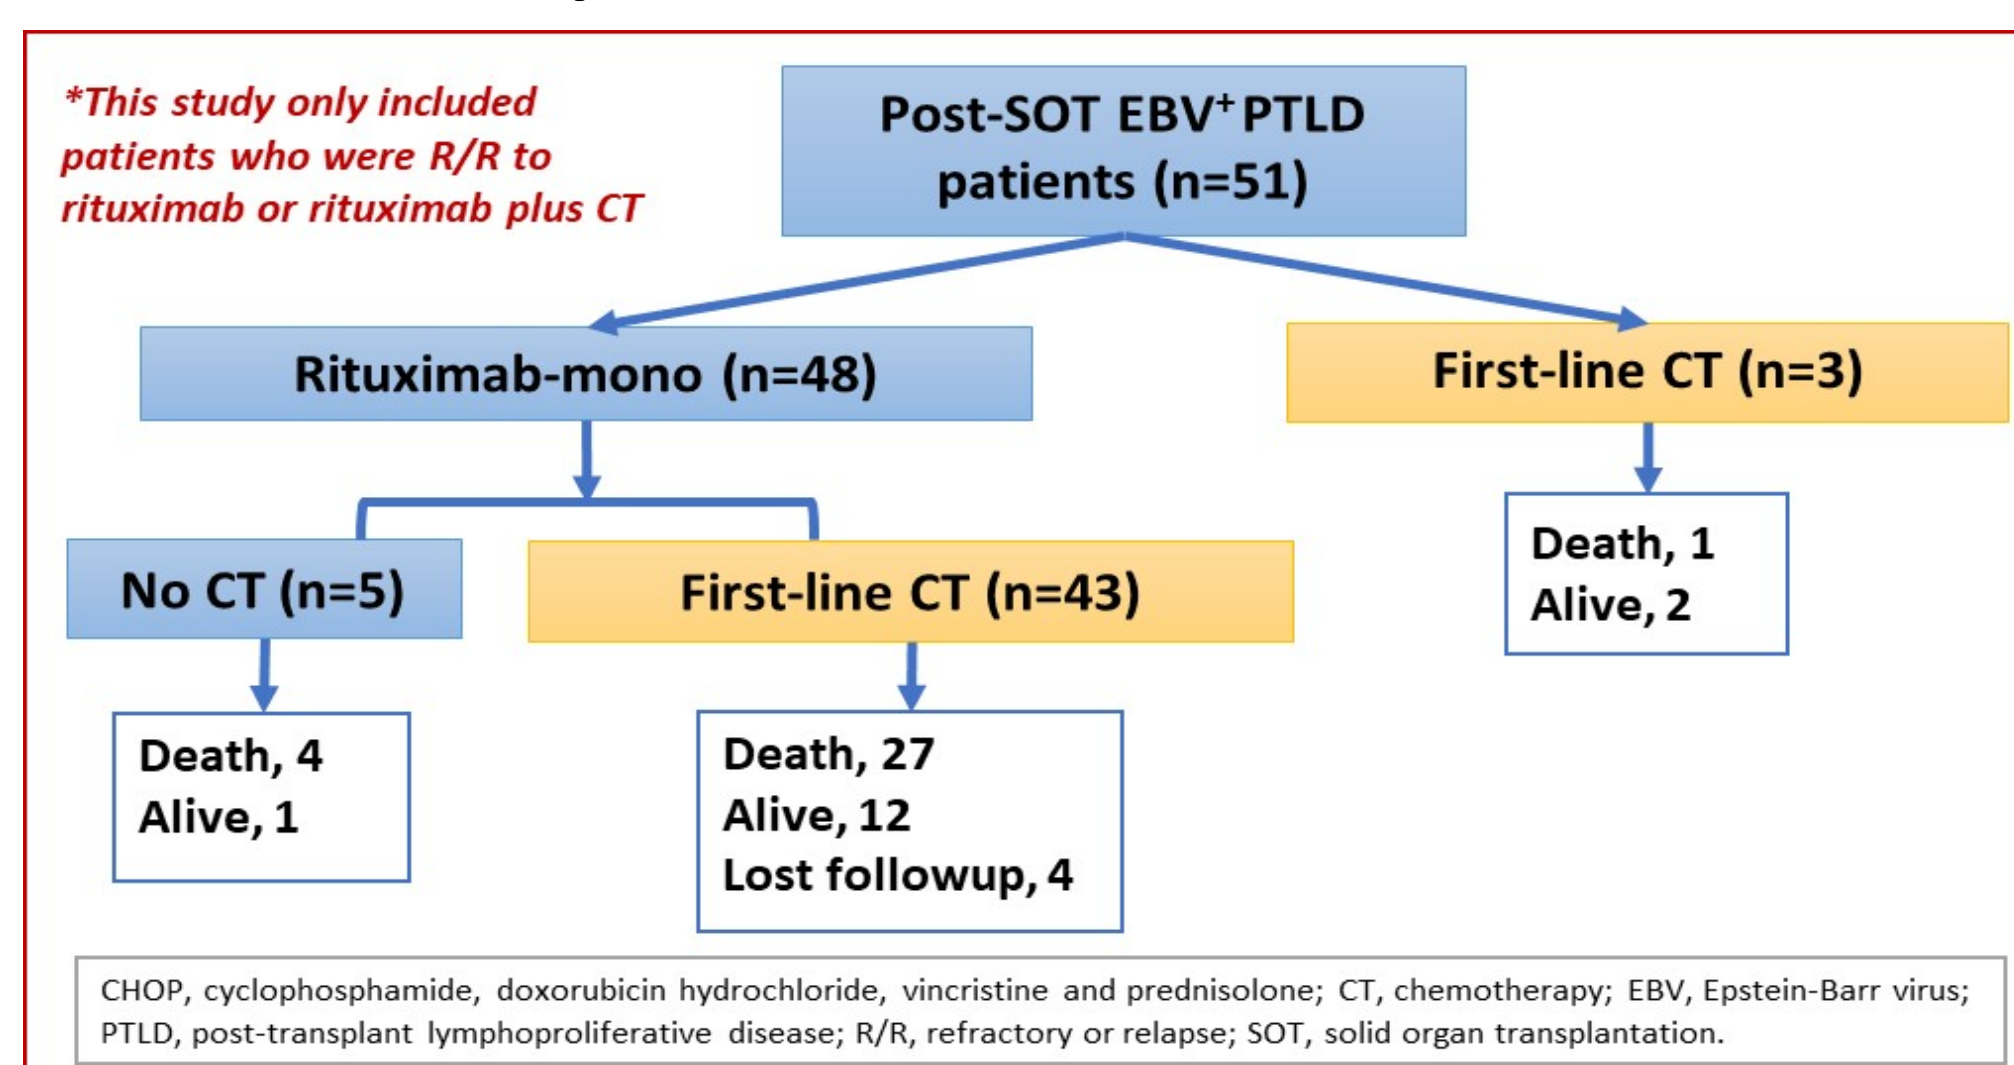 *This study only included
patients who were R/R to
rituximab or rituximab plus CT
Post-SOT EBV⁺ PTLD
patients (n=51)
Rituximab-mono (n=48)
First-line CT (n=3)
No CT (n=5)
First-line CT (n=43)
Death, 1
Alive, 2
Death, 4
Alive, 1
Death, 27
Alive, 12
Lost followup, 4
CHOP, cyclophosphamide, doxorubicin hydrochloride, vincristine and prednisolone; CT, chemotherapy; EBV, Epstein-Barr virus;
PTLD, post-transplant lymphoproliferative disease; R/R, refractory or relapse; SOT, solid organ transplantation.